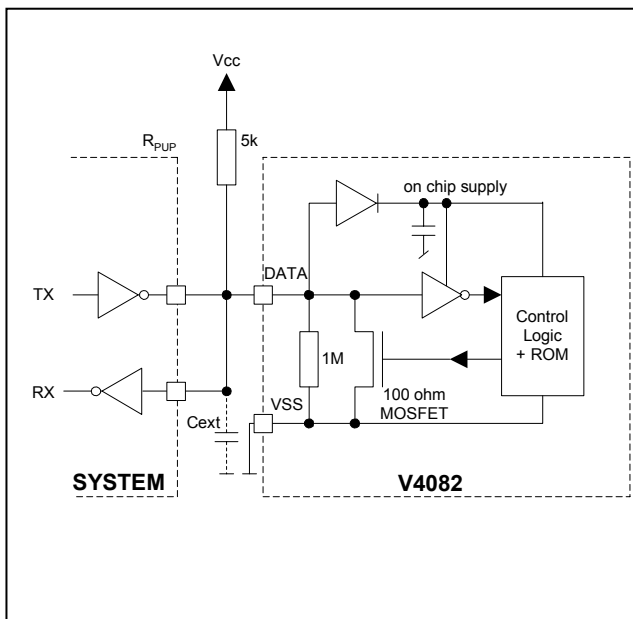 Vcc
R_PUP
5k
on chip supply
DATA
TX
Control
Logic
+ ROM
1M
RX
VSS
100 ohm
MOSFET
Cext
SYSTEM
V4082